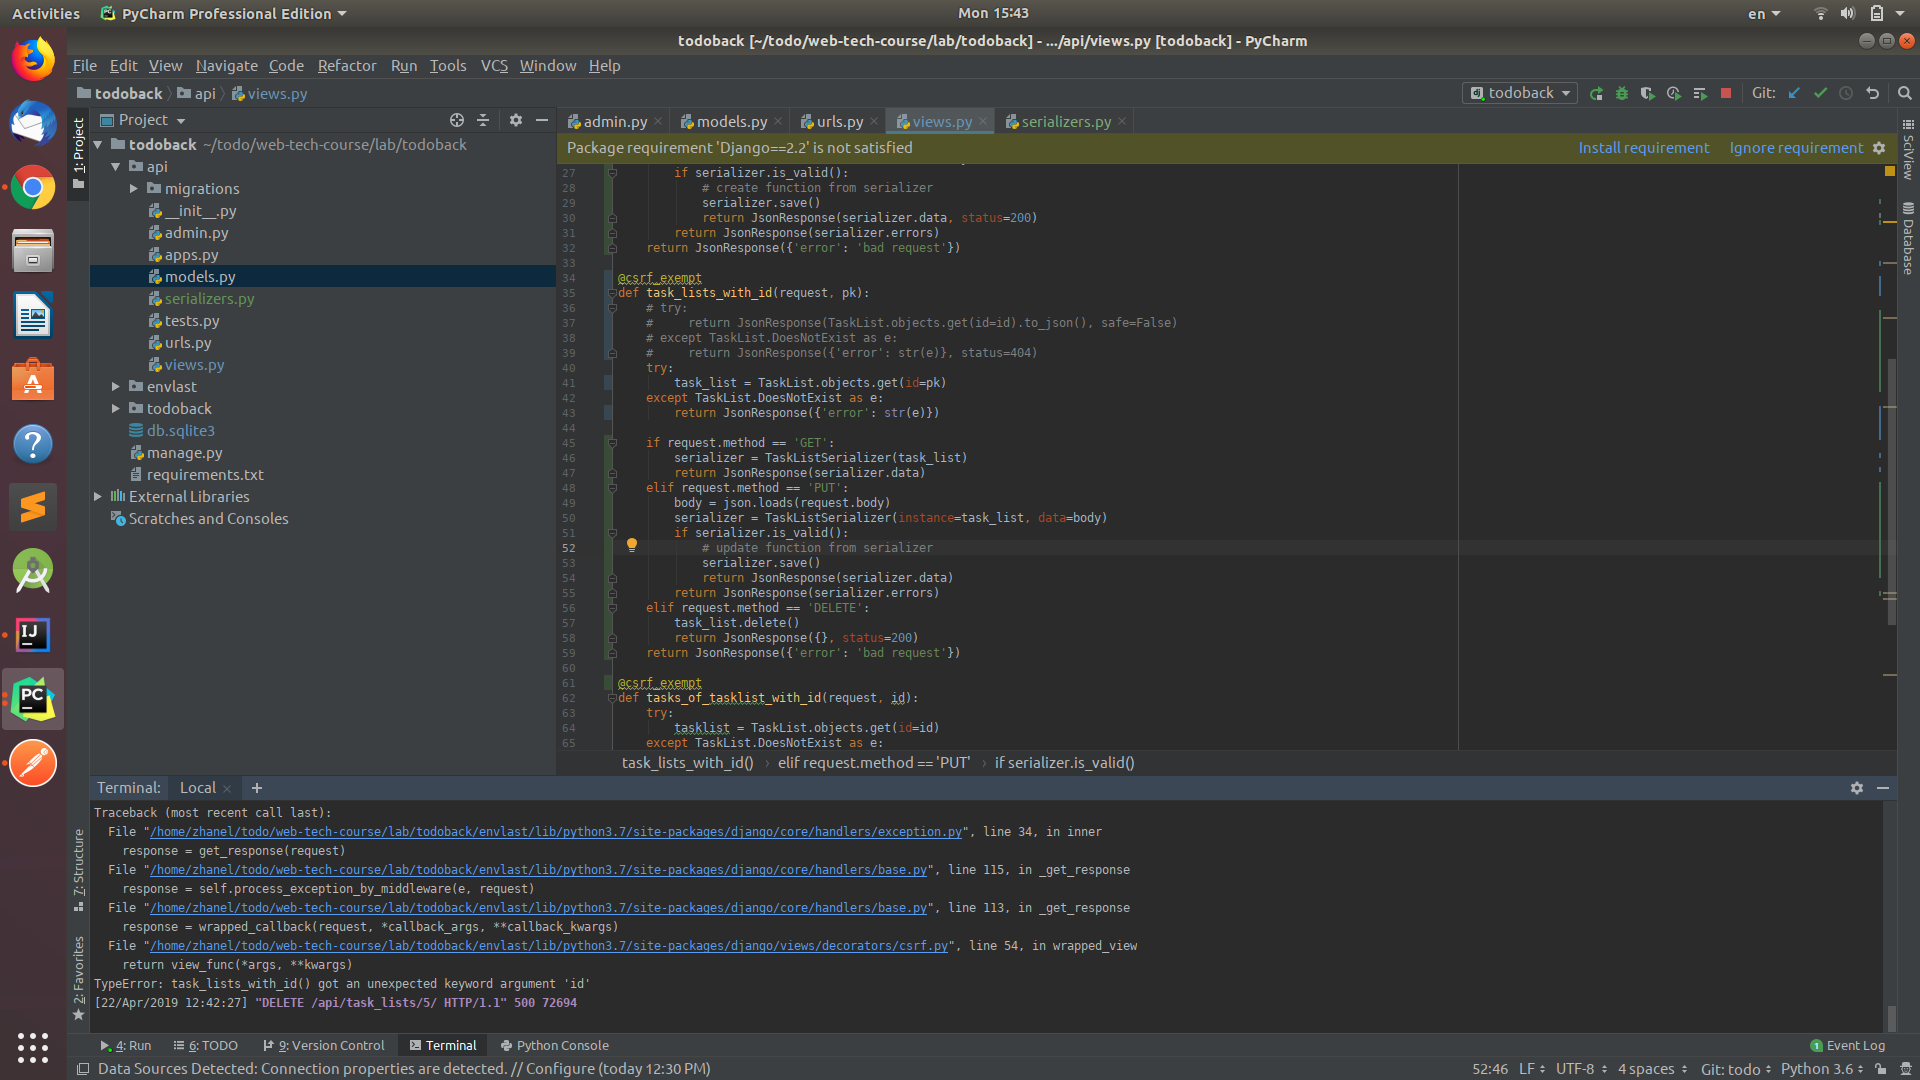 Activities
PyCharm Professional Edition
Mon 15:43
en
todoback [~/todo/web-tech-course/lab/todoback] - .../api/views.py [todoback] - PyCharm
File Edit View Navigate Code Refactor Run Tools VCS Window Help
todoback api views.py
todoback
Git:
1: Project
Project
todoback ~/todo/web-tech-course/lab/todoback
api
migrations
__init__.py
admin.py
apps.py
models.py
serializers.py
tests.py
urls.py
views.py
envlast
todoback
db.sqlite3
manage.py
requirements.txt
External Libraries
Scratches and Consoles
admin.py models.py urls.py views.py serializers.py
Package requirement 'Django==2.2' is not satisfied
Install requirement Ignore requirement
27 if serializer.is_valid():
28 # create function from serializer
29 serializer.save()
30 return JsonResponse(serializer.data, status=200)
31 return JsonResponse(serializer.errors)
32 return JsonResponse({'error': 'bad request'})
33
34 @csrf_exempt
35 def task_lists_with_id(request, pk):
36 # try:
37 #     return JsonResponse(TaskList.objects.get(id=id).to_json(), safe=False)
38 # except TaskList.DoesNotExist as e:
39 #     return JsonResponse({'error': str(e)}, status=404)
40 try:
41 task_list = TaskList.objects.get(id=pk)
42 except TaskList.DoesNotExist as e:
43 return JsonResponse({'error': str(e)})
44
45 if request.method == 'GET':
46 serializer = TaskListSerializer(task_list)
47 return JsonResponse(serializer.data)
48 elif request.method == 'PUT':
49 body = json.loads(request.body)
50 serializer = TaskListSerializer(instance=task_list, data=body)
51 if serializer.is_valid():
52 # update function from serializer
53 serializer.save()
54 return JsonResponse(serializer.data)
55 return JsonResponse(serializer.errors)
56 elif request.method == 'DELETE':
57 task_list.delete()
58 return JsonResponse({}, status=200)
59 return JsonResponse({'error': 'bad request'})
60
61 @csrf_exempt
62 def tasks_of_tasklist_with_id(request, id):
63 try:
64 tasklist = TaskList.objects.get(id=id)
65 except TaskList.DoesNotExist as e:
task_lists_with_id() › elif request.method == 'PUT' › if serializer.is_valid()
SciView
Database
7: Structure
2: Favorites
IJ
PC
Terminal: Local +
Traceback (most recent call last):
File "/home/zhanel/todo/web-tech-course/lab/todoback/envlast/lib/python3.7/site-packages/django/core/handlers/exception.py", line 34, in inner
response = get_response(request)
File "/home/zhanel/todo/web-tech-course/lab/todoback/envlast/lib/python3.7/site-packages/django/core/handlers/base.py", line 115, in _get_response
response = self.process_exception_by_middleware(e, request)
File "/home/zhanel/todo/web-tech-course/lab/todoback/envlast/lib/python3.7/site-packages/django/core/handlers/base.py", line 113, in _get_response
response = wrapped_callback(request, *callback_args, **callback_kwargs)
File "/home/zhanel/todo/web-tech-course/lab/todoback/envlast/lib/python3.7/site-packages/django/views/decorators/csrf.py", line 54, in wrapped_view
return view_func(*args, **kwargs)
TypeError: task_lists_with_id() got an unexpected keyword argument 'id'
[22/Apr/2019 12:42:27] "DELETE /api/task_lists/5/ HTTP/1.1" 500 72694
4: Run 6: TODO 9: Version Control Terminal Python Console
1 Event Log
Data Sources Detected: Connection properties are detected. // Configure (today 12:30 PM)
52:46 LF UTF-8 4 spaces Git: todo Python 3.6